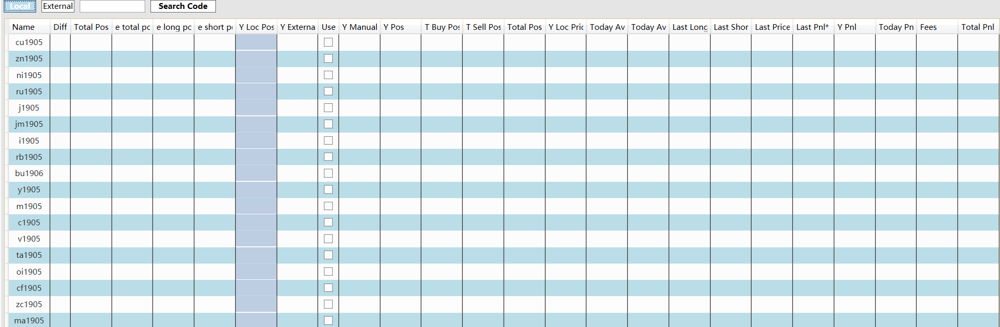 Local External Search Code
Name Diff Total Pos e total pc e long pc e short pc Y Loc Pos Y Externa Use Y Manual Y Pos T Buy Pos T Sell Pos Total Pos Y Loc Pric Today Av Today Av Last Long Last Shor Last Price Last Pnl* Y Pnl Today Pn Fees Total Pnl
cu1905
zn1905
ni1905
ru1905
j1905
jm1905
i1905
rb1905
bu1906
y1905
m1905
c1905
v1905
ta1905
oi1905
cf1905
zc1905
ma1905